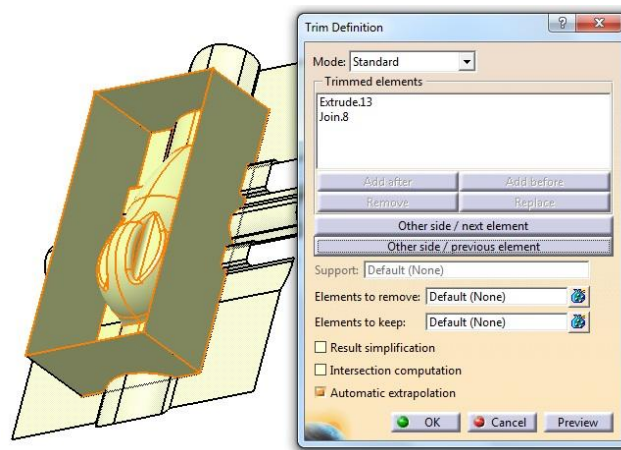 Trim Definition
Mode: Standard
Trimmed elements
Extrude.13
Join.8
Add after Add before
Remove Replace
Other side / next element
Other side / previous element
Support: Default (None)
Elements to remove: Default (None)
Elements to keep: Default (None)
Result simplification
Intersection computation
Automatic extrapolation
OK Cancel Preview